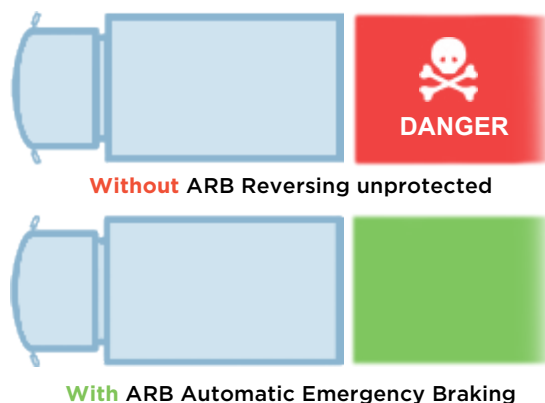 DANGER
Without ARB Reversing unprotected
With ARB Automatic Emergency Braking